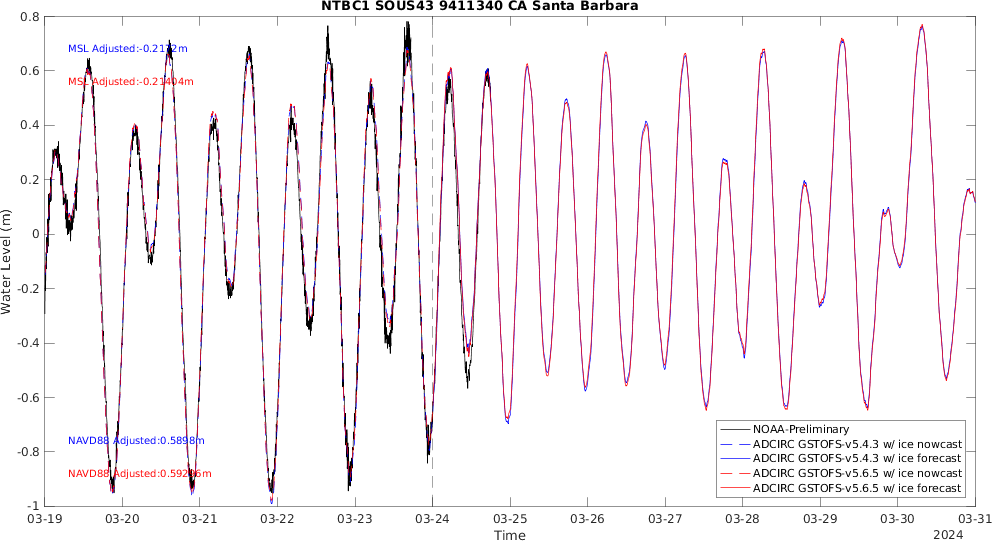 NTBC1 SOUS43 9411340 CA Santa Barbara
0.8
0.6
0.4
0.2
0
-0.2
-0.4
-0.6
-0.8
-1
Water Level (m)
MSL Adjusted:-0.2172m
MSL Adjusted:-0.21404m
NAVD88 Adjusted:0.5898m
NAVD88 Adjusted:0.59296m
NOAA-Preliminary
ADCIRC GSTOFS-v5.4.3 w/ ice nowcast
ADCIRC GSTOFS-v5.4.3 w/ ice forecast
ADCIRC GSTOFS-v5.6.5 w/ ice nowcast
ADCIRC GSTOFS-v5.6.5 w/ ice forecast
03-19 03-20 03-21 03-22 03-23 03-24 03-25 03-26 03-27 03-28 03-29 03-30 03-31
Time
2024